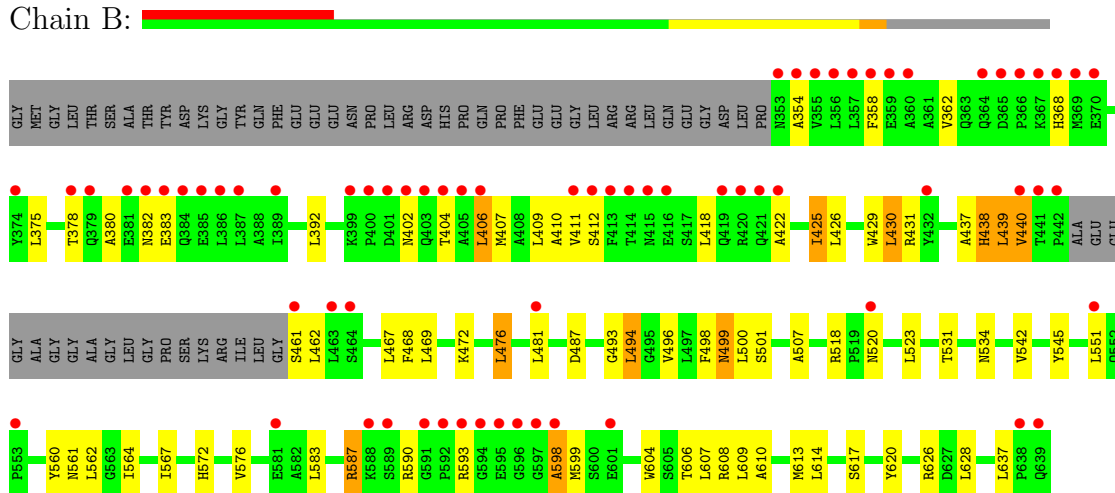 Chain B:
GLY MET GLY LEU THR SER ALA THR TYR ASP LYS GLY TYR GLN PHE GLU GLU GLU ASN PRO LEU ARG ASP HIS PRO GLN PRO PHE GLU GLU GLY LEU ARG ARG LEU GLN GLU GLY ASP LEU PRO N353 A354 V355 L356 L357 F358 E359 A360 A361 V362 Q363 Q364 D365 P366 K367 H368 M369 E370
Y374 L375 T378 Q379 A380 E381 N382 E383 Q384 E385 L386 L387 A388 I389 L392 K399 P400 D401 N402 Q403 T404 A405 L406 M407 A408 L409 A410 V411 S412 F413 T414 N415 E416 S417 L418 Q419 R420 Q421 A422 I425 L426 W429 L430 R431 Y432 A437 H438 L439 V440 T441 P442 ALA GLU GLU
GLY ALA GLY GLY ALA GLY LEU GLY PRO SER LYS ARG ILE LEU GLY S461 L462 L463 S464 L467 F468 L469 K472 L476 L481 D487 G493 L494 G495 V496 L497 F498 N499 L500 S501 A507 R518 P519 N520 L523 T531 N534 V542 Y545 L551 Q552
P553 Y560 N561 L562 G563 I564 I567 H572 V576 E581 A582 L583 R587 K588 S589 R590 G591 P592 R593 G594 E595 G596 G597 A598 M599 S600 E601 W604 S605 T606 L607 R608 L609 A610 M613 L614 S617 Y620 R626 D627 L628 L637 P638 Q639